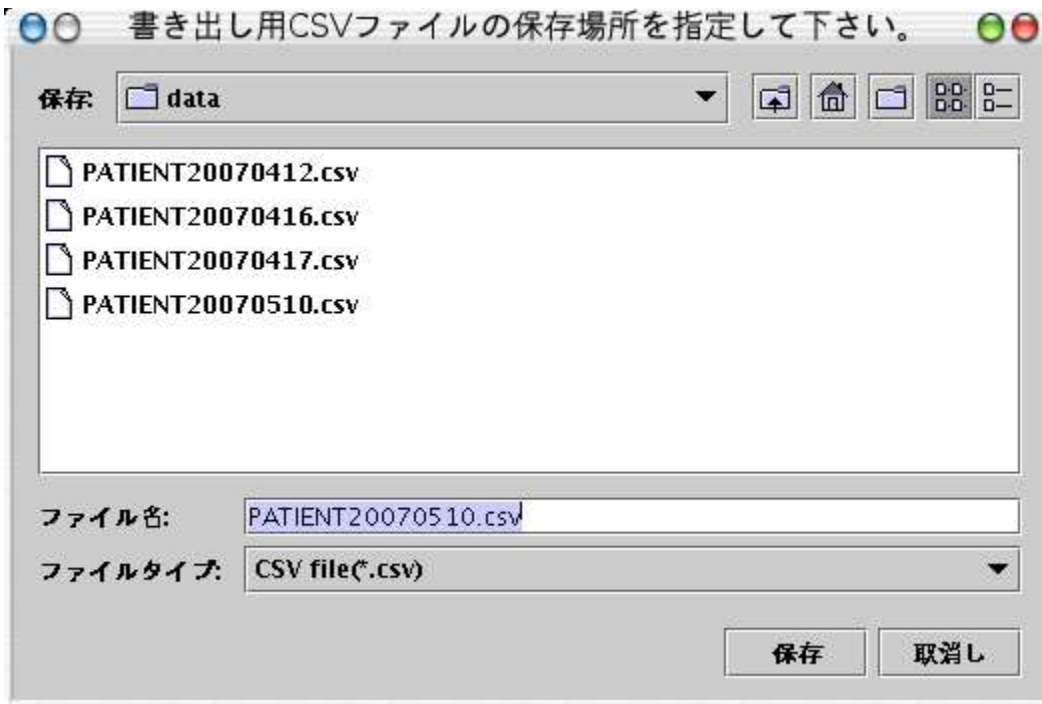 書き出し用CSVファイルの保存場所を指定して下さい。
保存: data
PATIENT20070412.csv
PATIENT20070416.csv
PATIENT20070417.csv
PATIENT20070510.csv
ファイル名: PATIENT20070510.csv
ファイルタイプ: CSV file(*.csv)
保存 取消し